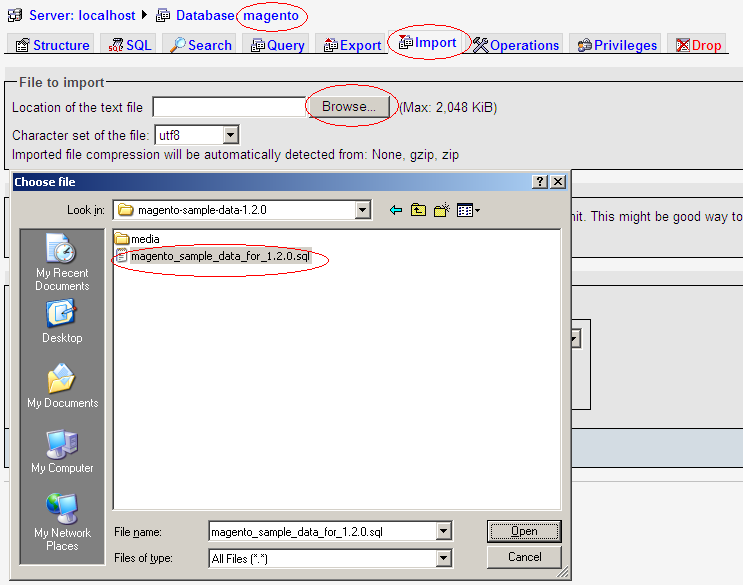 Server: localhost Database magento
Structure SQL Search Query Export Import Operations Privileges Drop
File to import
Location of the text file Browse... (Max: 2,048 KiB)
Character set of the file: utf8
Imported file compression will be automatically detected from: None, gzip, zip
Choose file
Look in: magento-sample-data-1.2.0
nit. This might be good way to
media
magento_sample_data_for_1.2.0.sql
My Recent
Documents
Desktop
My Documents
My Computer
My Network
Places
File name: magento_sample_data_for_1.2.0.sql Open
Files of type: All Files (*.*) Cancel